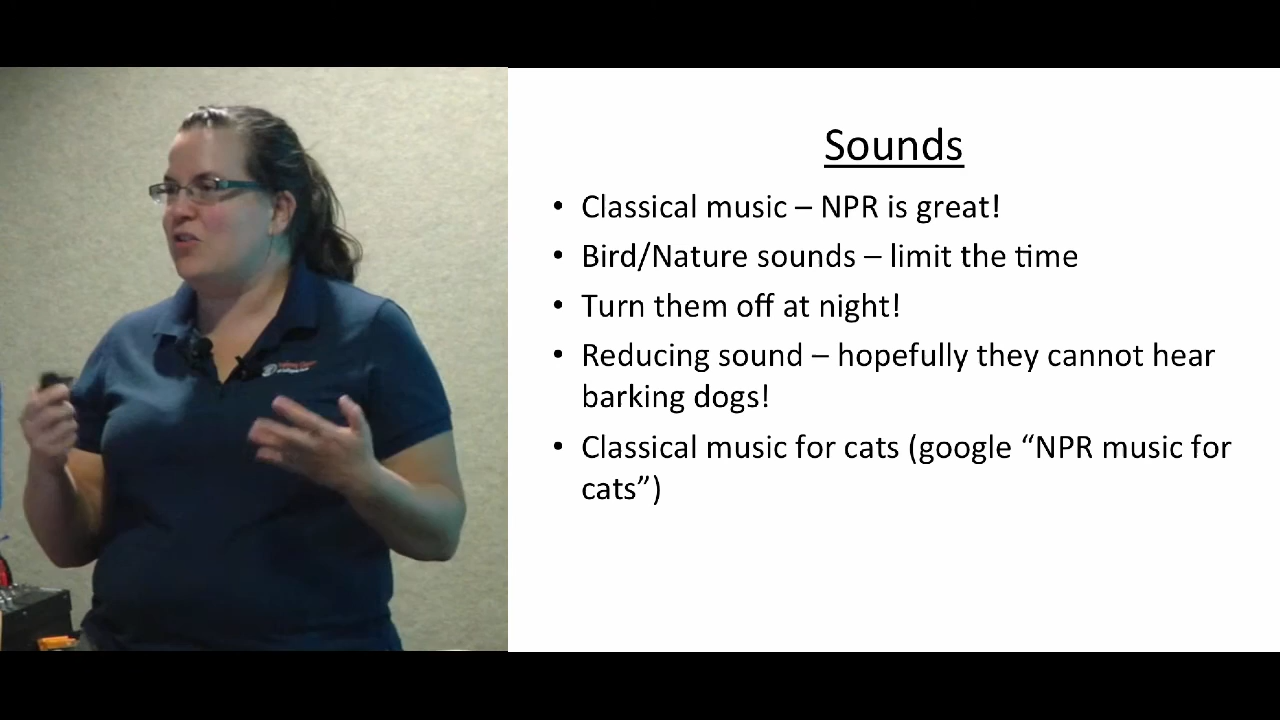 Sounds
• Classical music – NPR is great!
• Bird/Nature sounds – limit the time
• Turn them off at night!
• Reducing sound – hopefully they cannot hear
barking dogs!
• Classical music for cats (google “NPR music for
cats”)